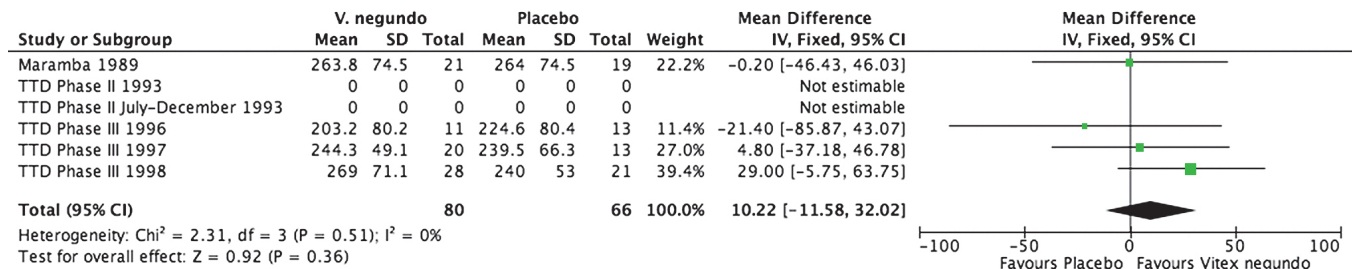 V. negundo Placebo Mean Difference Mean Difference
Study or Subgroup Mean SD Total Mean SD Total Weight IV, Fixed, 95% CI IV, Fixed, 95% CI
Maramba 1989 263.8 74.5 21 264 74.5 19 22.2% -0.20 [-46.43, 46.03]
TTD Phase II 1993 0 0 0 0 0 0 Not estimable
TTD Phase II July-December 1993 0 0 0 0 0 0 Not estimable
TTD Phase III 1996 203.2 80.2 11 224.6 80.4 13 11.4% -21.40 [-85.87, 43.07]
TTD Phase III 1997 244.3 49.1 20 239.5 66.3 13 27.0% 4.80 [-37.18, 46.78]
TTD Phase III 1998 269 71.1 28 240 53 21 39.4% 29.00 [-5.75, 63.75]
Total (95% CI) 80 66 100.0% 10.22 [-11.58, 32.02]
Heterogeneity: Chi² = 2.31, df = 3 (P = 0.51); I² = 0%
Test for overall effect: Z = 0.92 (P = 0.36)
-100 -50 0 50 100
Favours Placebo Favours Vitex negundo